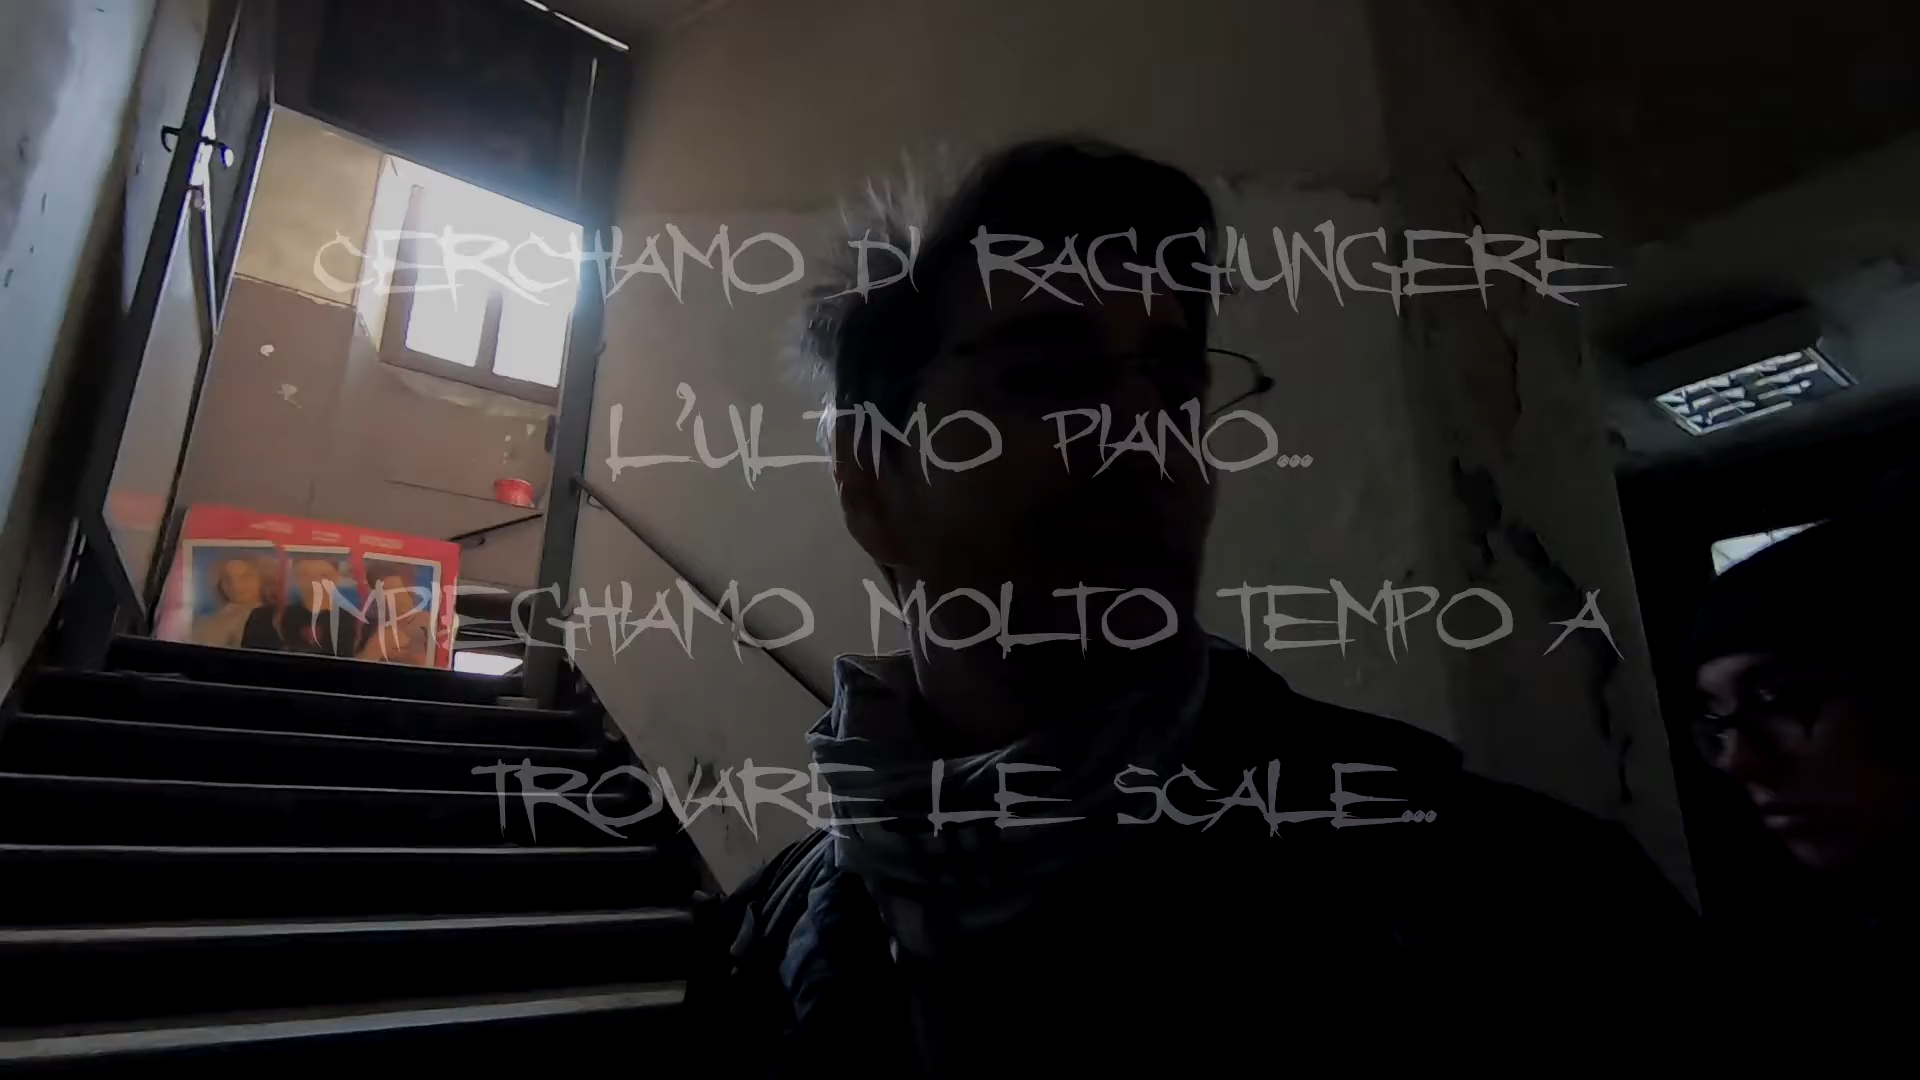 CERCHIAMO DI RAGGIUNGERE
L'ULTIMO PIANO...
IMPIEGHIAMO MOLTO TEMPO A
TROVARE LE SCALE...